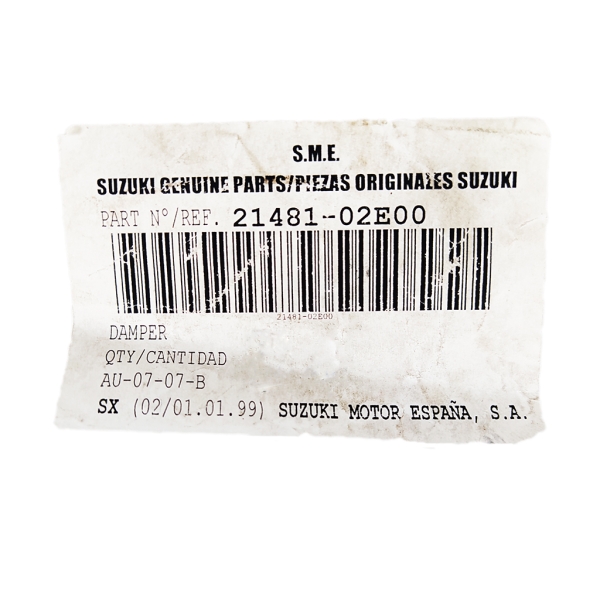 S.M.E.
SUZUKI GENUINE PARTS/PIEZAS ORIGINALES SUZUKI
PART Nº/REF. 21481-02E00
21481-02E00
DAMPER
QTY/CANTIDAD
AU-07-07-B
SX (02/01.01.99) SUZUKI MOTOR ESPAÑA, S.A.